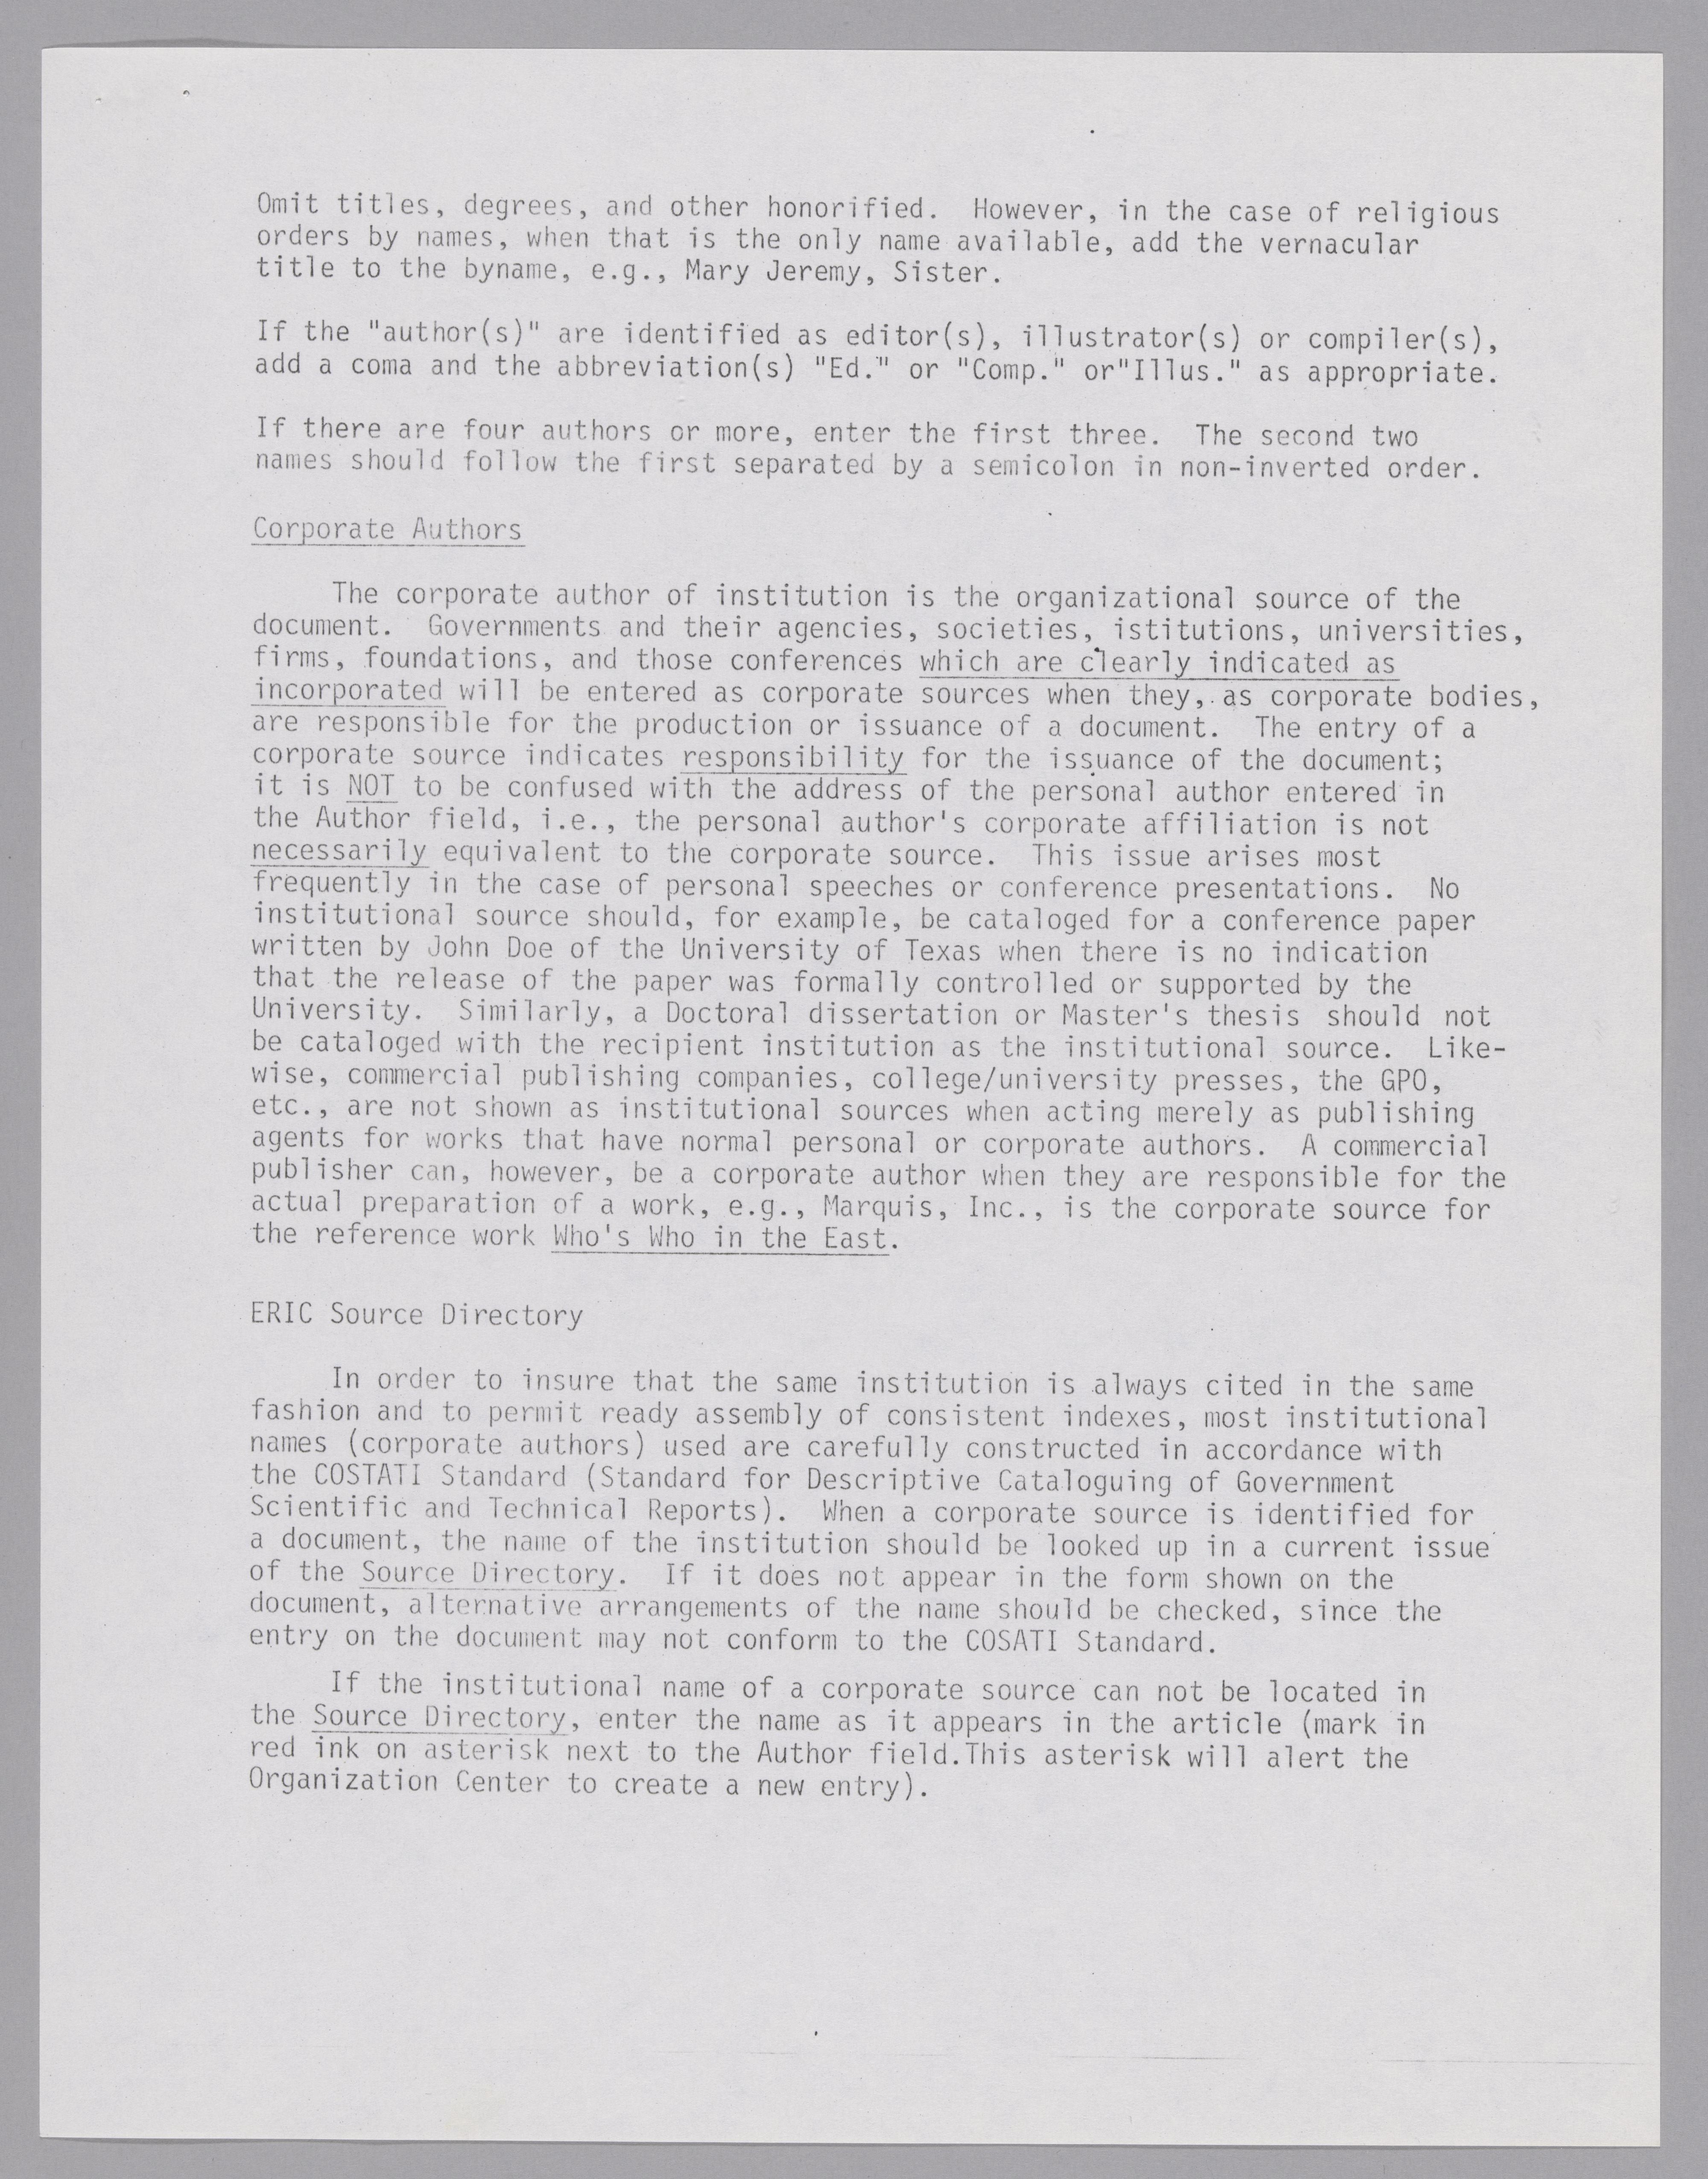 Omit titles, degrees, and other honorified.  However, in the case of religious
orders by names, when that is the only name available, add the vernacular
title to the byname, e.g., Mary Jeremy, Sister.
If the "author(s)" are identified as editor(s), illustrator(s) or compiler(s),
add a coma and the abbreviation(s) "Ed." or "Comp." or"Illus." as appropriate.
If there are four authors or more, enter the first three.  The second two
names should follow the first separated by a semicolon in non-inverted order.
Corporate Authors
The corporate author of institution is the organizational source of the
document.  Governments and their agencies, societies, istitutions, universities,
firms, foundations, and those conferences which are clearly indicated as
incorporated will be entered as corporate sources when they, as corporate bodies,
are responsible for the production or issuance of a document.  The entry of a
corporate source indicates responsibility for the issuance of the document;
it is NOT to be confused with the address of the personal author entered in
the Author field, i.e., the personal author's corporate affiliation is not
necessarily equivalent to the corporate source.  This issue arises most
frequently in the case of personal speeches or conference presentations.  No
institutional source should, for example, be cataloged for a conference paper
written by John Doe of the University of Texas when there is no indication
that the release of the paper was formally controlled or supported by the
University.  Similarly, a Doctoral dissertation or Master's thesis should not
be cataloged with the recipient institution as the institutional source.  Like-
wise, commercial publishing companies, college/university presses, the GPO,
etc., are not shown as institutional sources when acting merely as publishing
agents for works that have normal personal or corporate authors.  A commercial
publisher can, however, be a corporate author when they are responsible for the
actual preparation of a work, e.g., Marquis, Inc., is the corporate source for
the reference work Who's Who in the East.
ERIC Source Directory
In order to insure that the same institution is always cited in the same
fashion and to permit ready assembly of consistent indexes, most institutional
names (corporate authors) used are carefully constructed in accordance with
the COSTATI Standard (Standard for Descriptive Cataloguing of Government
Scientific and Technical Reports).  When a corporate source is identified for
a document, the name of the institution should be looked up in a current issue
of the Source Directory.  If it does not appear in the form shown on the
document, alternative arrangements of the name should be checked, since the
entry on the document may not conform to the COSATI Standard.
If the institutional name of a corporate source can not be located in
the Source Directory, enter the name as it appears in the article (mark in
red ink on asterisk next to the Author field.This asterisk will alert the
Organization Center to create a new entry).